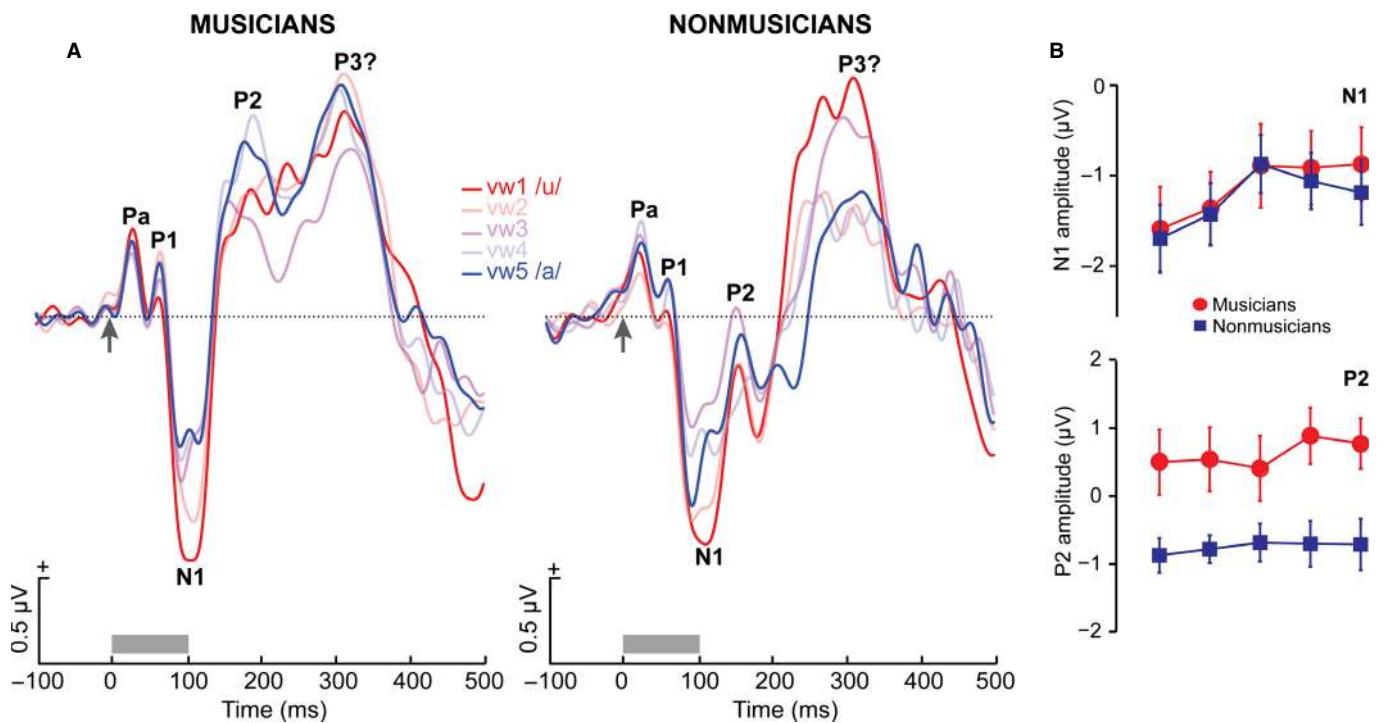 MUSICIANS
NONMUSICIANS
A
B
P3?
P2
Pa
P1
N1
vw1 /u/
vw2
vw3
vw4
vw5 /a/
P3?
Pa
P1
P2
N1
+
0.5 µV
−100 0 100 200 300 400 500
Time (ms)
+
0.5 µV
−100 0 100 200 300 400 500
Time (ms)
N1
N1 amplitude (µV)
0
−1
−2
Musicians
Nonmusicians
P2
P2 amplitude (µV)
2
1
0
−1
−2